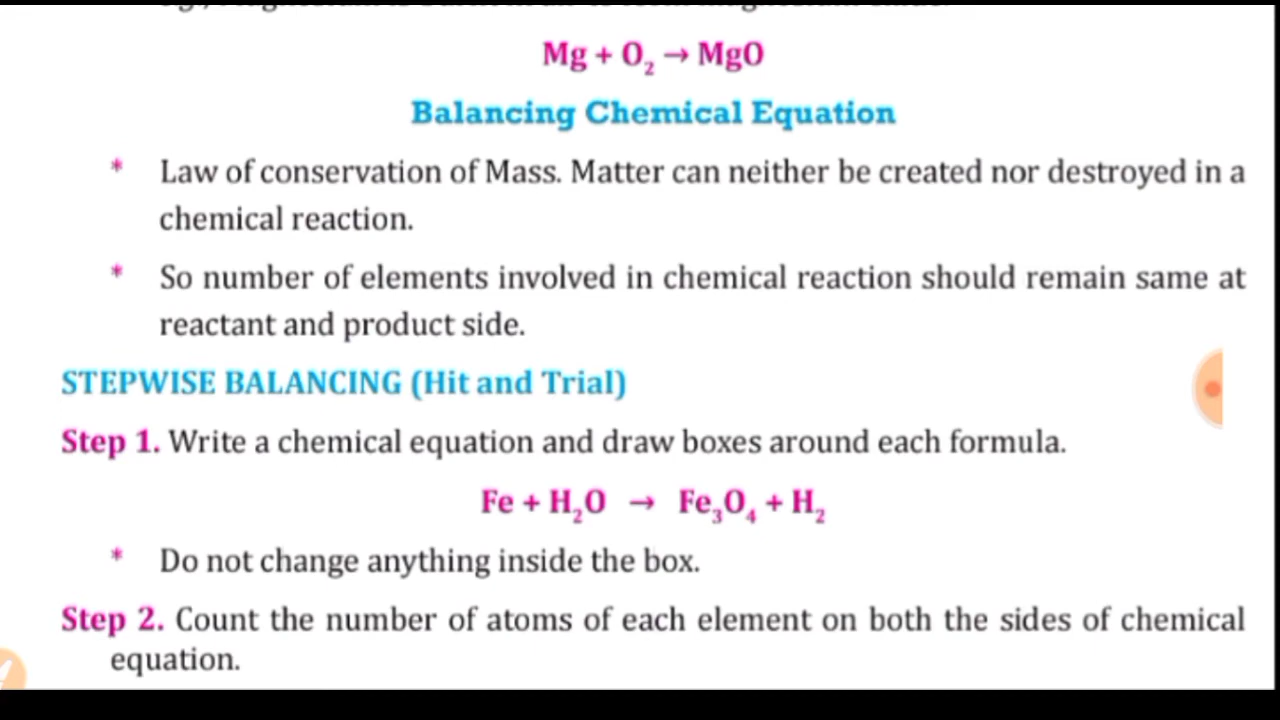 Mg + O₂ → MgO
Balancing Chemical Equation
* Law of conservation of Mass. Matter can neither be created nor destroyed in a
chemical reaction.
* So number of elements involved in chemical reaction should remain same at
reactant and product side.
STEPWISE BALANCING (Hit and Trial)
Step 1. Write a chemical equation and draw boxes around each formula.
Fe + H₂O → Fe₃O₄ + H₂
* Do not change anything inside the box.
Step 2. Count the number of atoms of each element on both the sides of chemical
equation.